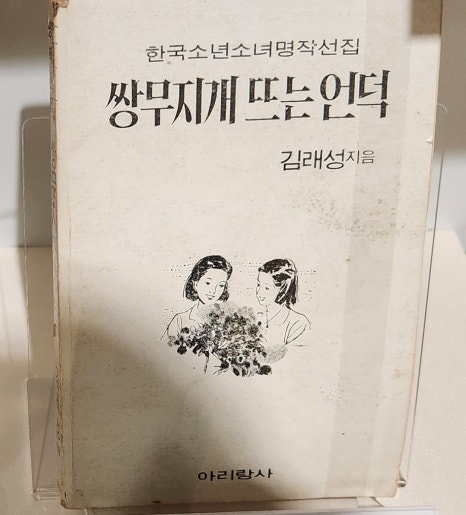 한국소년소녀명작선집
쌍무지개 뜨는 언덕
김래성 지음
아리랑사